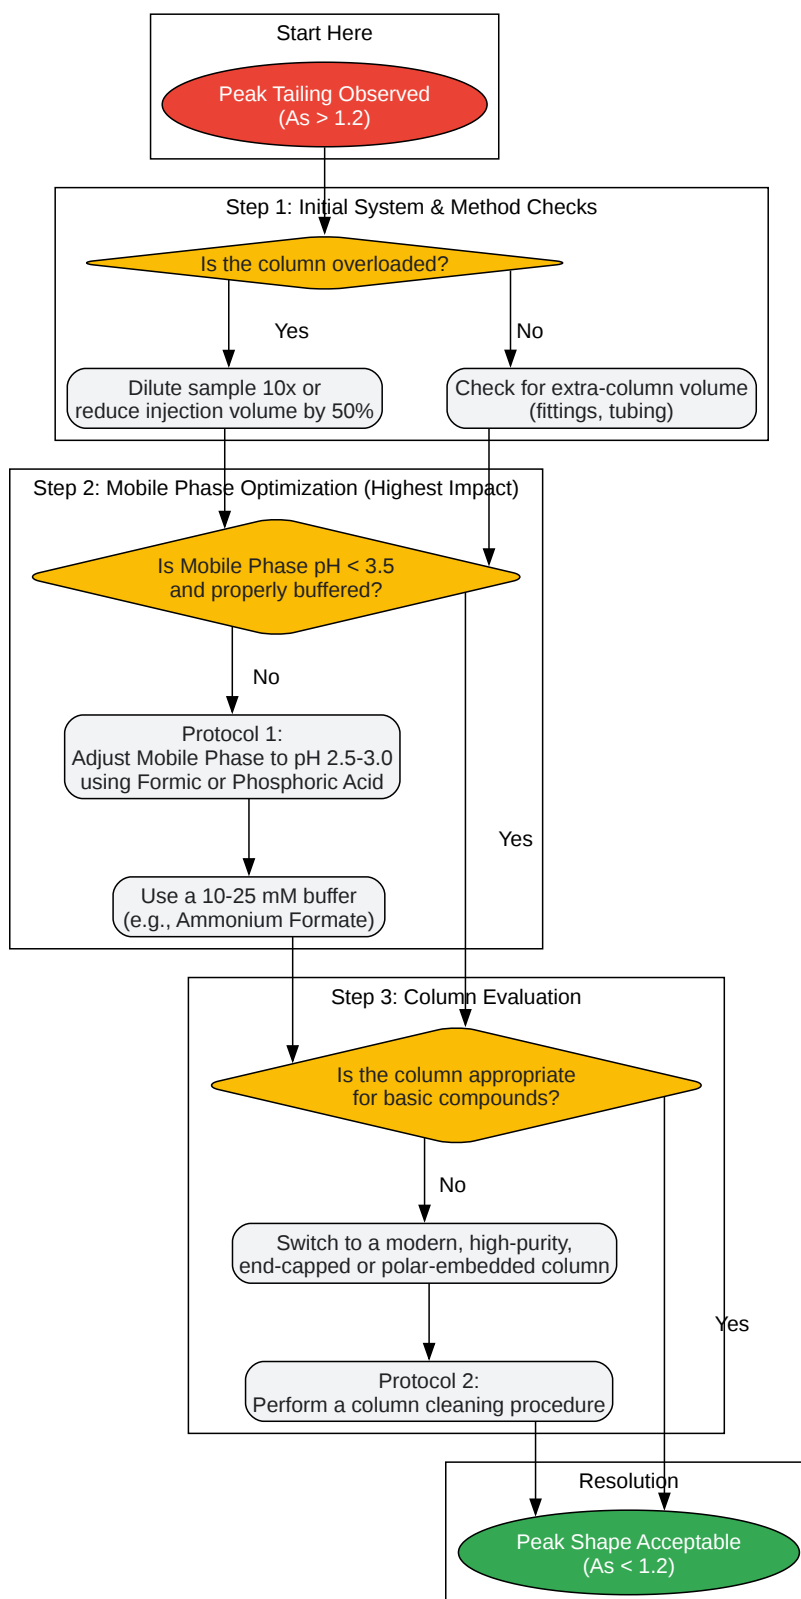 Start Here
Peak Tailing Observed
(As > 1.2)
Step 1: Initial System & Method Checks
Is the column overloaded?
Yes
No
Dilute sample 10x or
reduce injection volume by 50%
Check for extra-column volume
(fittings, tubing)
Step 2: Mobile Phase Optimization (Highest Impact)
Is Mobile Phase pH < 3.5
and properly buffered?
No
Protocol 1:
Adjust Mobile Phase to pH 2.5-3.0
using Formic or Phosphoric Acid
Yes
Use a 10-25 mM buffer
(e.g., Ammonium Formate)
Step 3: Column Evaluation
Is the column appropriate
for basic compounds?
No
Switch to a modern, high-purity,
end-capped or polar-embedded column
Yes
Protocol 2:
Perform a column cleaning procedure
Resolution
Peak Shape Acceptable
(As < 1.2)